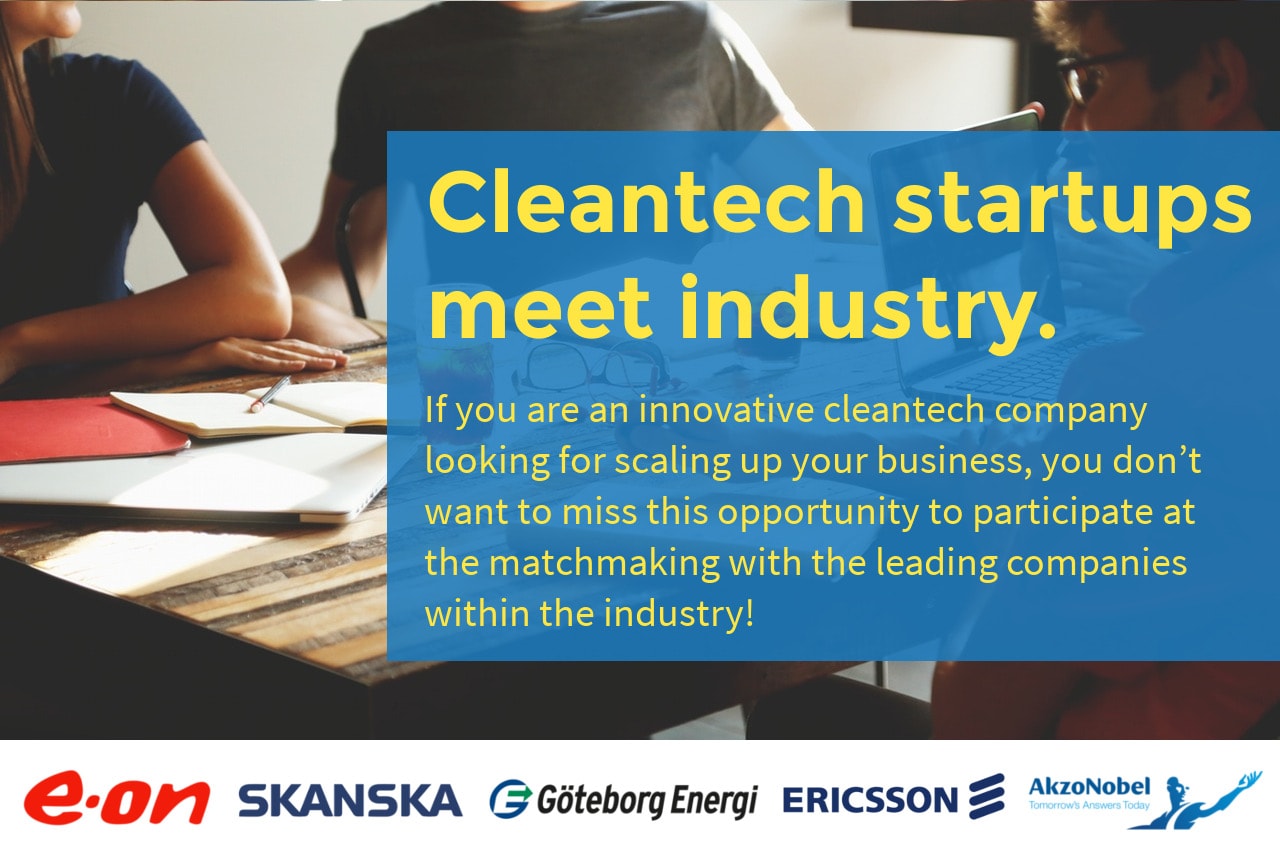 Cleantech startups
meet industry.
If you are an innovative cleantech company
looking for scaling up your business, you don’t
want to miss this opportunity to participate at
the matchmaking with the leading companies
within the industry!
e·on SKANSKA Göteborg Energi ERICSSON AkzoNobel
Tomorrow's Answers Today